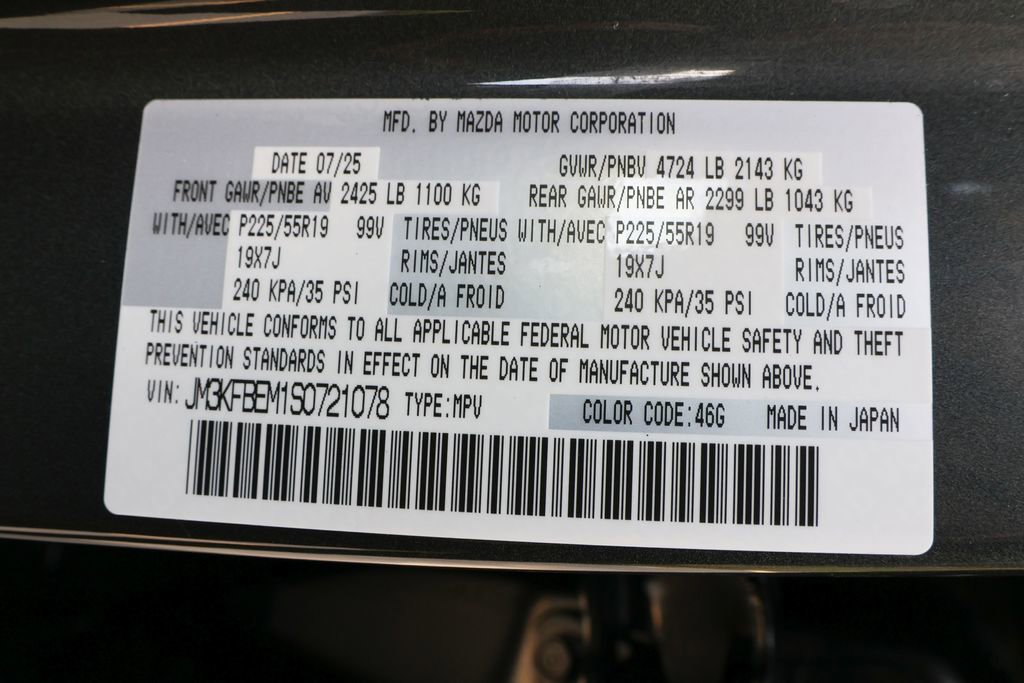 MFD. BY MAZDA MOTOR CORPORATION
DATE 07/25 GVWR/PNBV 4724 LB 2143 KG
FRONT GAWR/PNBE AV 2425 LB 1100 KG REAR GAWR/PNBE AR 2299 LB 1043 KG
WITH/AVEC P225/55R19 99V TIRES/PNEUS WITH/AVEC P225/55R19 99V TIRES/PNEUS
19X7J RIMS/JANTES 19X7J RIMS/JANTES
240 KPA/35 PSI COLD/A FROID 240 KPA/35 PSI COLD/A FROID
THIS VEHICLE CONFORMS TO ALL APPLICABLE FEDERAL MOTOR VEHICLE SAFETY AND THEFT
PREVENTION STANDARDS IN EFFECT ON THE DATE OF MANUFACTURE SHOWN ABOVE.
VIN: JM3KFBEM1S0721078 TYPE:MPV COLOR CODE:46G MADE IN JAPAN